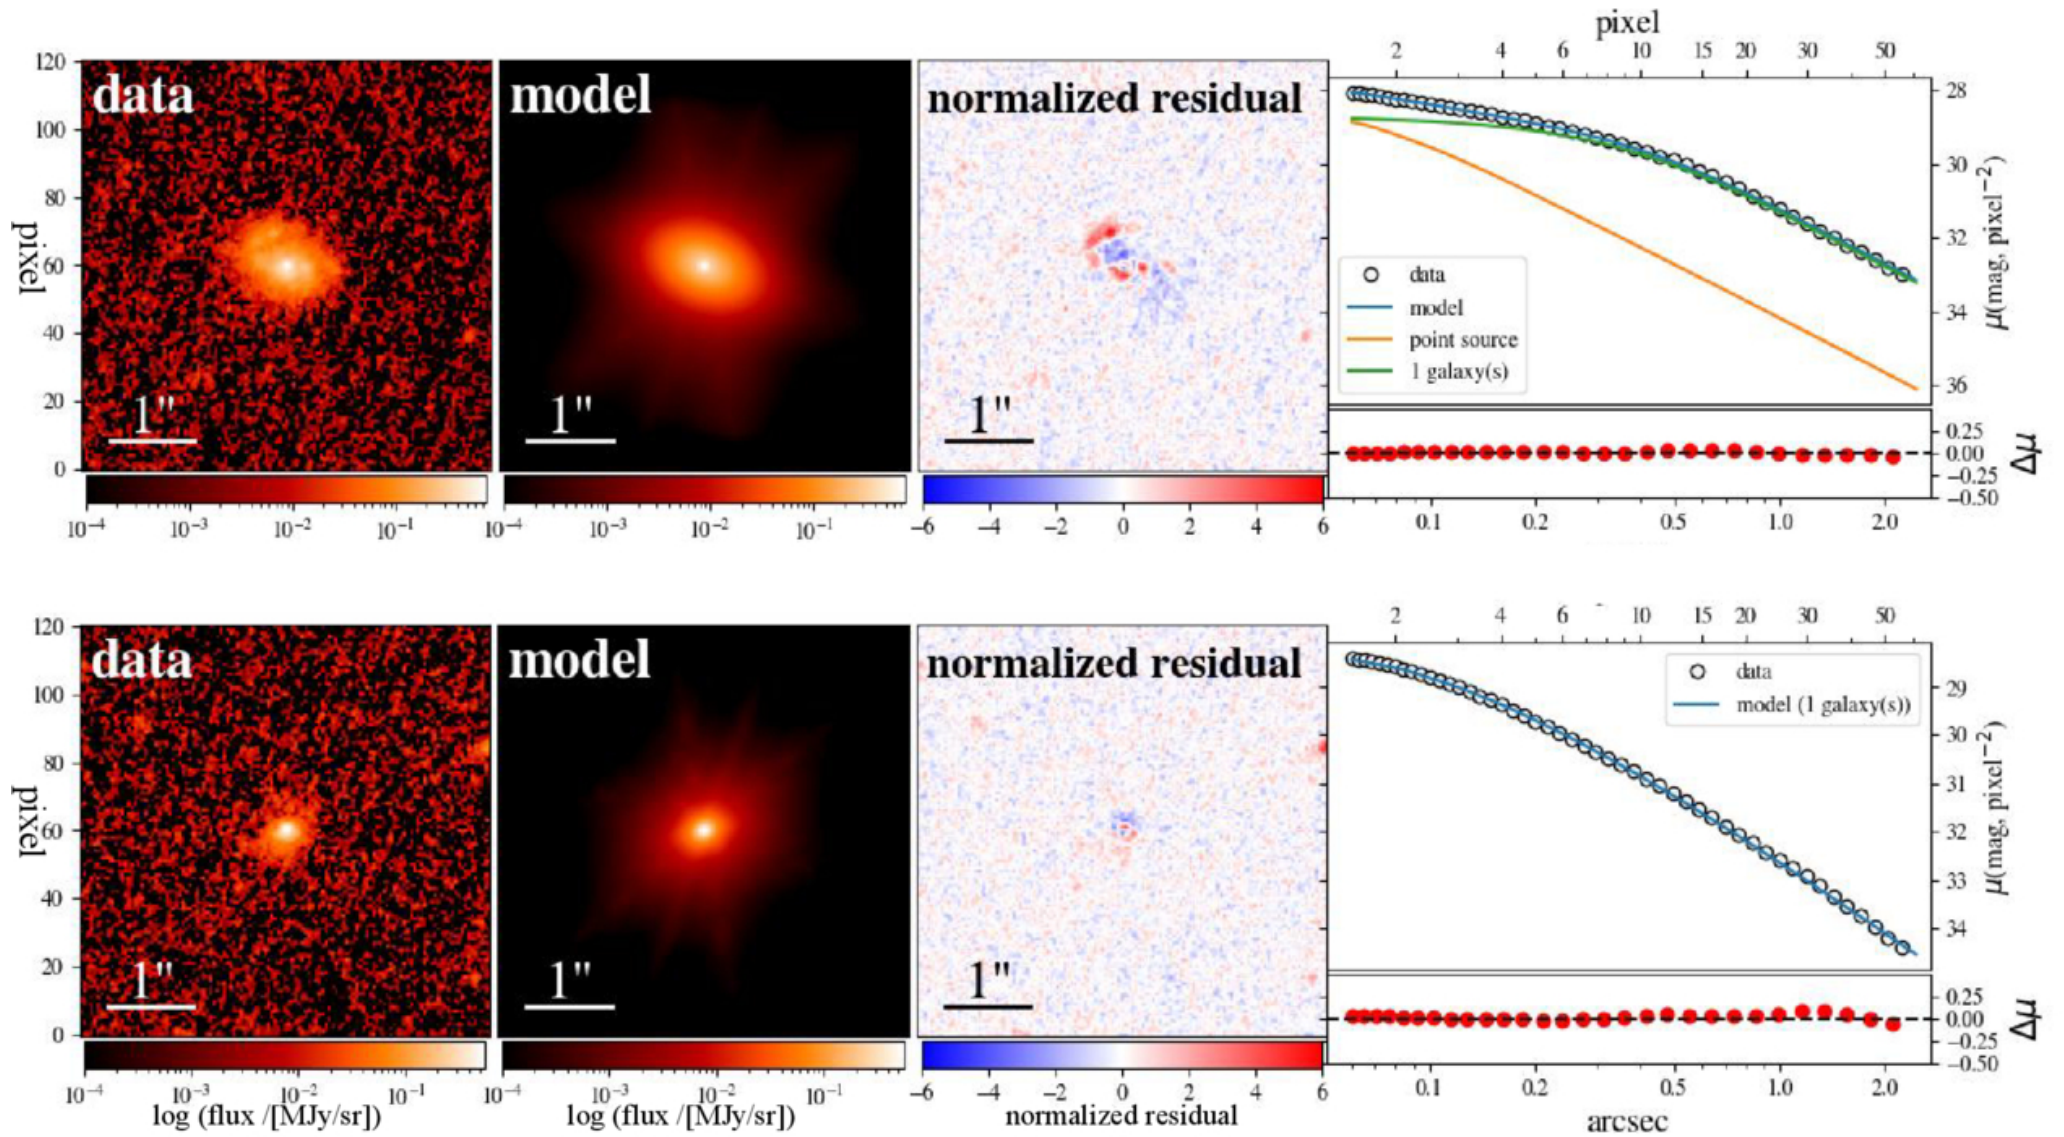 pixel
2 4 6 10 15 20 30 50
data
model
normalized residual
120
100
80
60
40
20
0
pixel
1"
1"
1"
28
30
32
34
36
μ(mag, pixel⁻²)
data
model
point source
1 galaxy(s)
0.25
0.00
−0.25
−0.50
Δμ
10⁻⁴ 10⁻³ 10⁻² 10⁻¹
10⁻⁴ 10⁻³ 10⁻² 10⁻¹
−6 −4 −2 0 2 4 6
0.1 0.2 0.5 1.0 2.0
2 4 6 10 15 20 30 50
data
model
normalized residual
120
100
80
60
40
20
0
pixel
1"
1"
1"
data
model (1 galaxy(s))
29
30
31
32
33
34
μ(mag, pixel⁻²)
0.25
0.00
−0.25
−0.50
Δμ
10⁻⁴ 10⁻³ 10⁻² 10⁻¹
10⁻⁴ 10⁻³ 10⁻² 10⁻¹
−6 −4 −2 0 2 4 6
0.1 0.2 0.5 1.0 2.0
log (flux /[MJy/sr])
log (flux /[MJy/sr])
normalized residual
arcsec